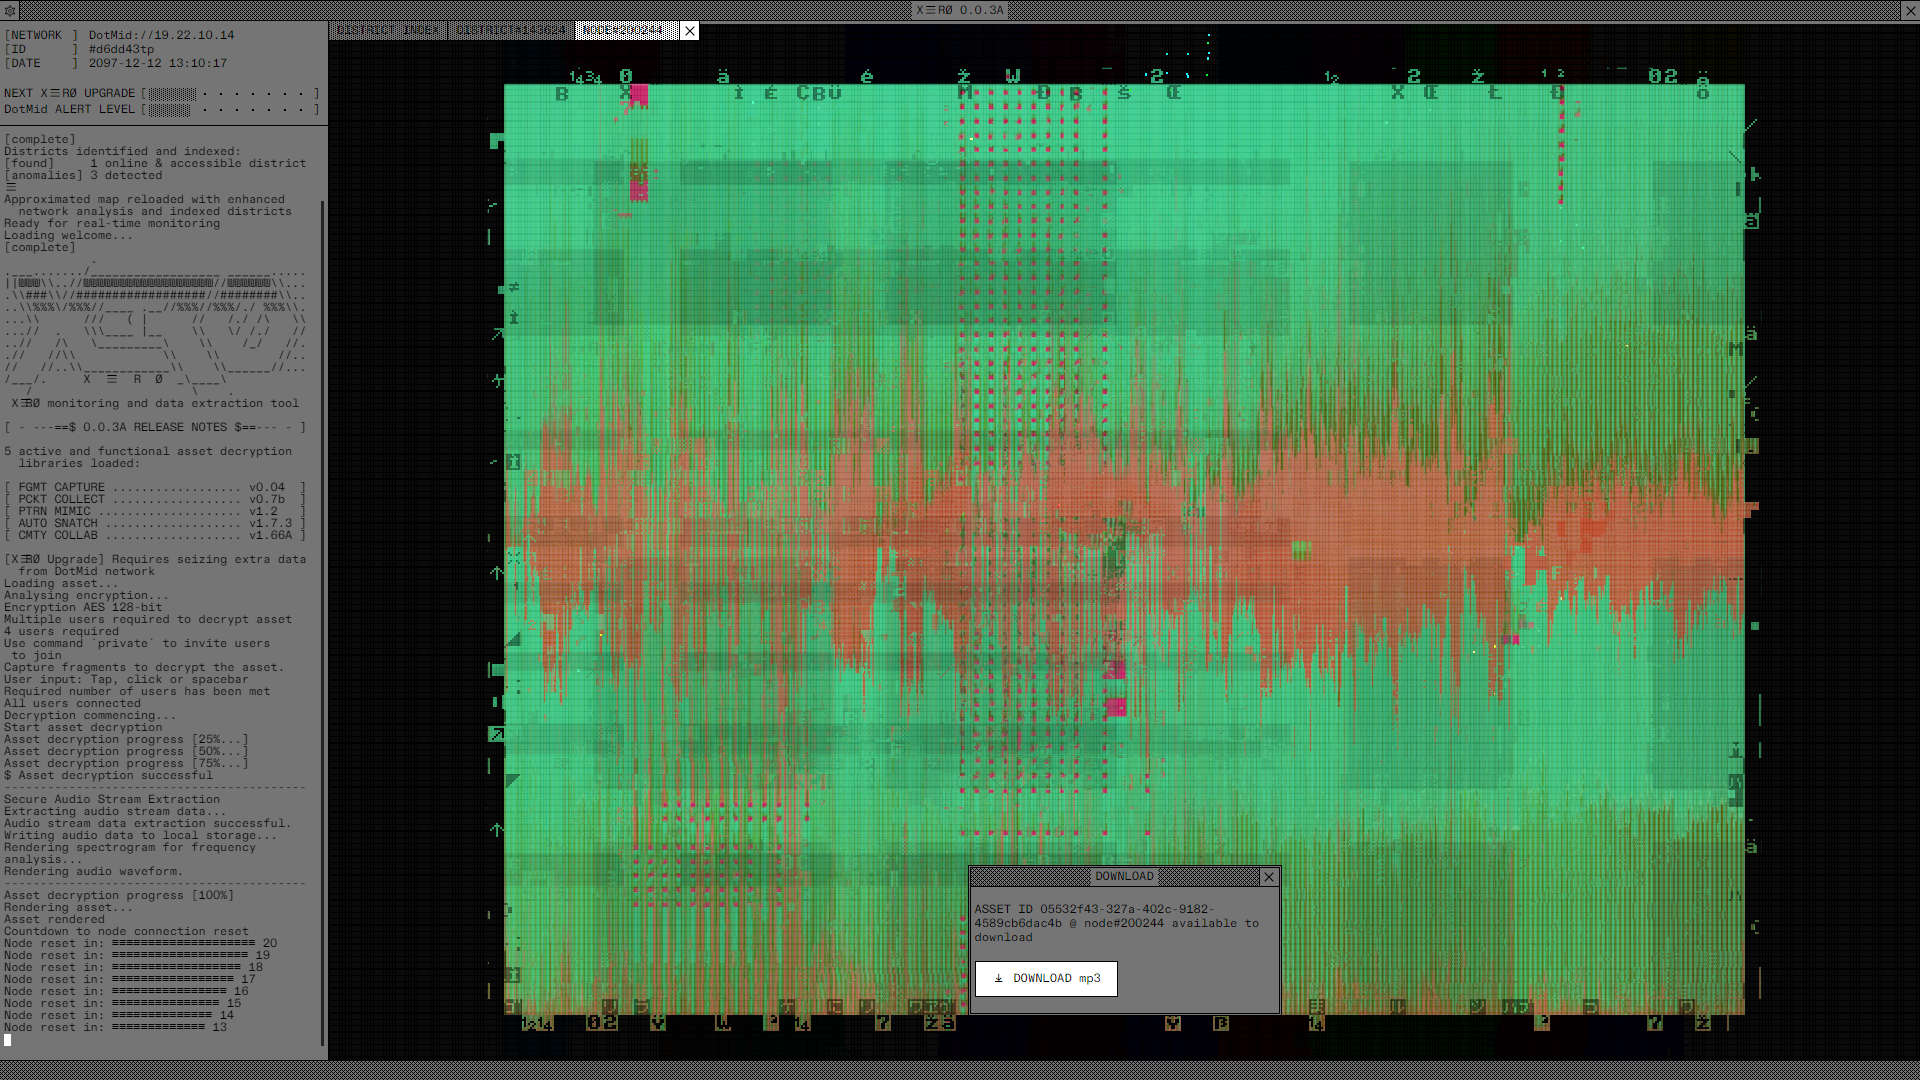 X☰RØ 0.0.3A
[NETWORK ] DotMid://19.22.10.14
[ID      ] #d6dd43tp
[DATE    ] 2097-12-12 13:10:17
NEXT X☰RØ UPGRADE [░░░░░░░ · · · · · · · ]
DotMid ALERT LEVEL [░░░░░░ · · · · · · · ]
DISTRICT INDEX
DISTRICT#143624
NODE#200244
[complete]
Districts identified and indexed:
[found]     1 online & accessible district
[anomalies] 3 detected
☰
Approximated map reloaded with enhanced
network analysis and indexed districts
Ready for real-time monitoring
Loading welcome...
[complete]
X ☰ R Ø
X☰RØ monitoring and data extraction tool
[ - ---==$ 0.0.3A RELEASE NOTES $==--- - ]
5 active and functional asset decryption
libraries loaded:
[ FGMT CAPTURE .................. v0.04 ]
[ PCKT COLLECT .................. v0.7b ]
[ PTRN MIMIC .................... v1.2 ]
[ AUTO SNATCH ................... v1.7.3 ]
[ CMTY COLLAB ................... v1.66A ]
[X☰RØ Upgrade] Requires seizing extra data
from DotMid network
Loading asset...
Analysing encryption...
Encryption AES 128-bit
Multiple users required to decrypt asset
4 users required
Use command `private` to invite users
to join
Capture fragments to decrypt the asset.
User input: Tap, click or spacebar
Required number of users has been met
All users connected
Decryption commencing...
Start asset decryption
Asset decryption progress [25%...]
Asset decryption progress [50%...]
Asset decryption progress [75%...]
$ Asset decryption successful
------------------------------------------
Secure Audio Stream Extraction
Extracting audio stream data...
Audio stream data extraction successful.
Writing audio data to local storage...
Rendering spectrogram for frequency
analysis...
Rendering audio waveform.
------------------------------------------
Asset decryption progress [100%]
Rendering asset...
Asset rendered
Countdown to node connection reset
Node reset in: ==================== 20
Node reset in: =================== 19
Node reset in: ================== 18
Node reset in: ================= 17
Node reset in: ================ 16
Node reset in: =============== 15
Node reset in: ============== 14
Node reset in: ============= 13
DOWNLOAD
ASSET ID 05532f43-327a-402c-9182-
4589cb6dac4b @ node#200244 available to
download
DOWNLOAD mp3